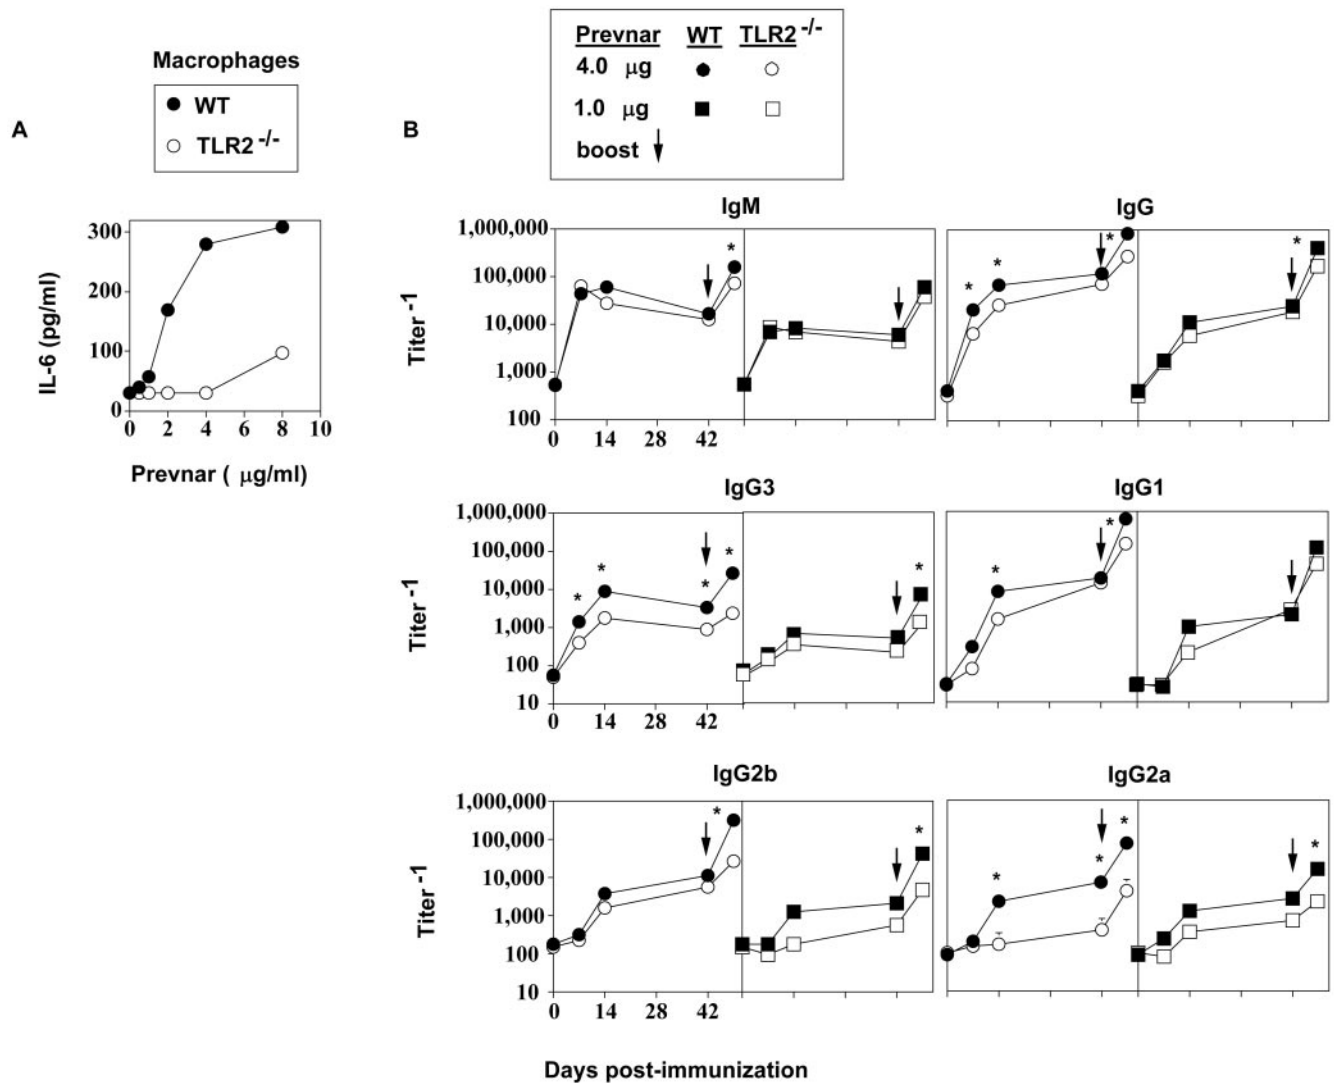 Macrophages
WT
TLR2 -/-
A
300
200
100
0
IL-6 (pg/ml)
0 2 4 6 8 10
Prevnar ( μg/ml)
B
Prevnar WT TLR2 -/-
4.0 μg
1.0 μg
boost
IgM
IgG
1,000,000
100,000
10,000
1,000
100
Titer -1
0 14 28 42
* * * * * *
IgG3
IgG1
1,000,000
100,000
10,000
1,000
100
10
Titer -1
0 14 28 42
* * * * * * *
IgG2b
IgG2a
1,000,000
100,000
10,000
1,000
100
10
Titer -1
0 14 28 42
* * * * * *
Days post-immunization